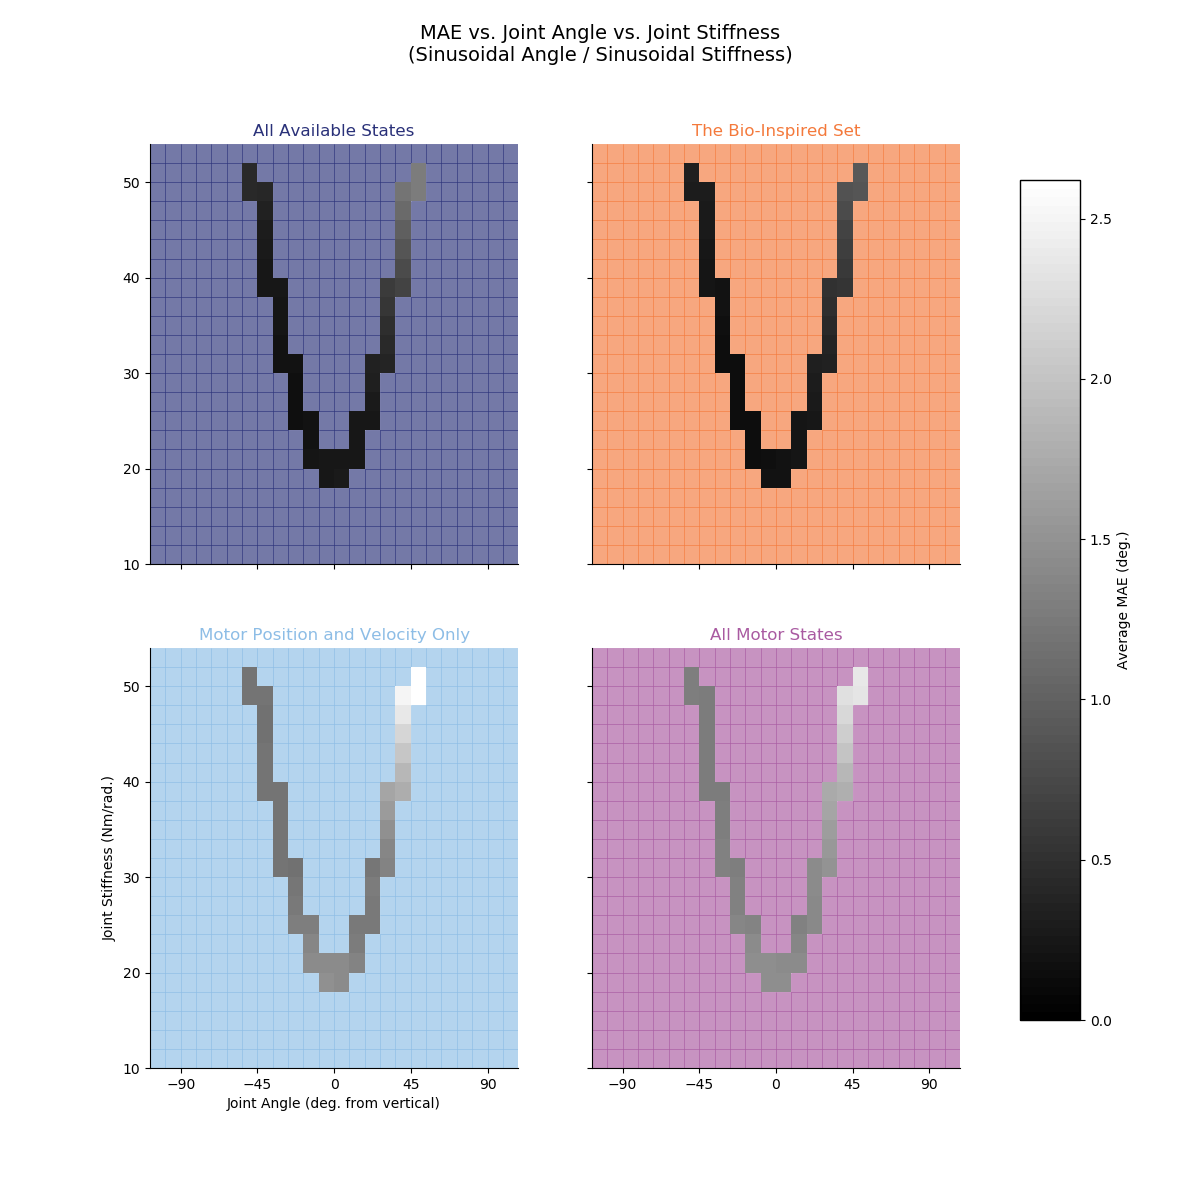 MAE vs. Joint Angle vs. Joint Stiffness
(Sinusoidal Angle / Sinusoidal Stiffness)
All Available States
The Bio-Inspired Set
50
40
30
20
10
Motor Position and Velocity Only
All Motor States
50
40
30
20
10
Joint Stiffness (Nm/rad.)
−90
−45
0
45
90
Joint Angle (deg. from vertical)
−90
−45
0
45
90
2.5
2.0
1.5
1.0
0.5
0.0
Average MAE (deg.)